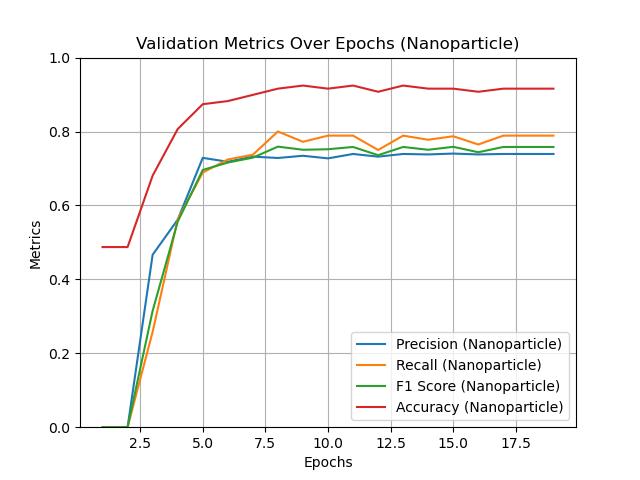 Validation Metrics Over Epochs (Nanoparticle)
1.0
0.8
0.6
0.4
0.2
0.0
Metrics
2.5 5.0 7.5 10.0 12.5 15.0 17.5
Epochs
Precision (Nanoparticle)
Recall (Nanoparticle)
F1 Score (Nanoparticle)
Accuracy (Nanoparticle)